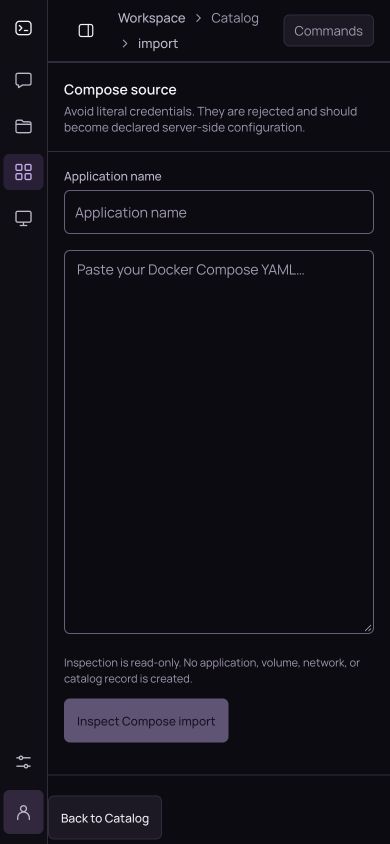 Workspace > Catalog
> import
Commands
Compose source
Avoid literal credentials. They are rejected and should
become declared server-side configuration.
Application name
Application name
Paste your Docker Compose YAML…
Inspection is read-only. No application, volume, network, or
catalog record is created.
Inspect Compose import
Back to Catalog